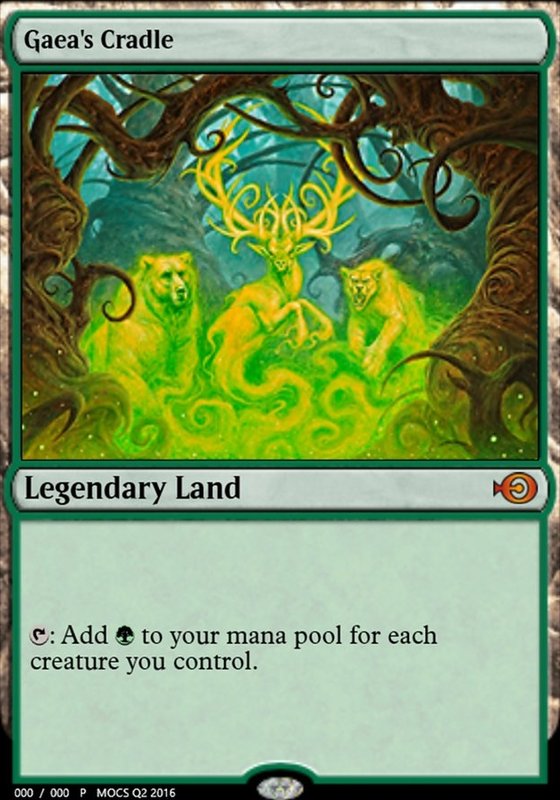 Gaea's Cradle
Legendary Land
: Add to your mana pool for each
creature you control.
000 / 000 P MOCS Q2 2016